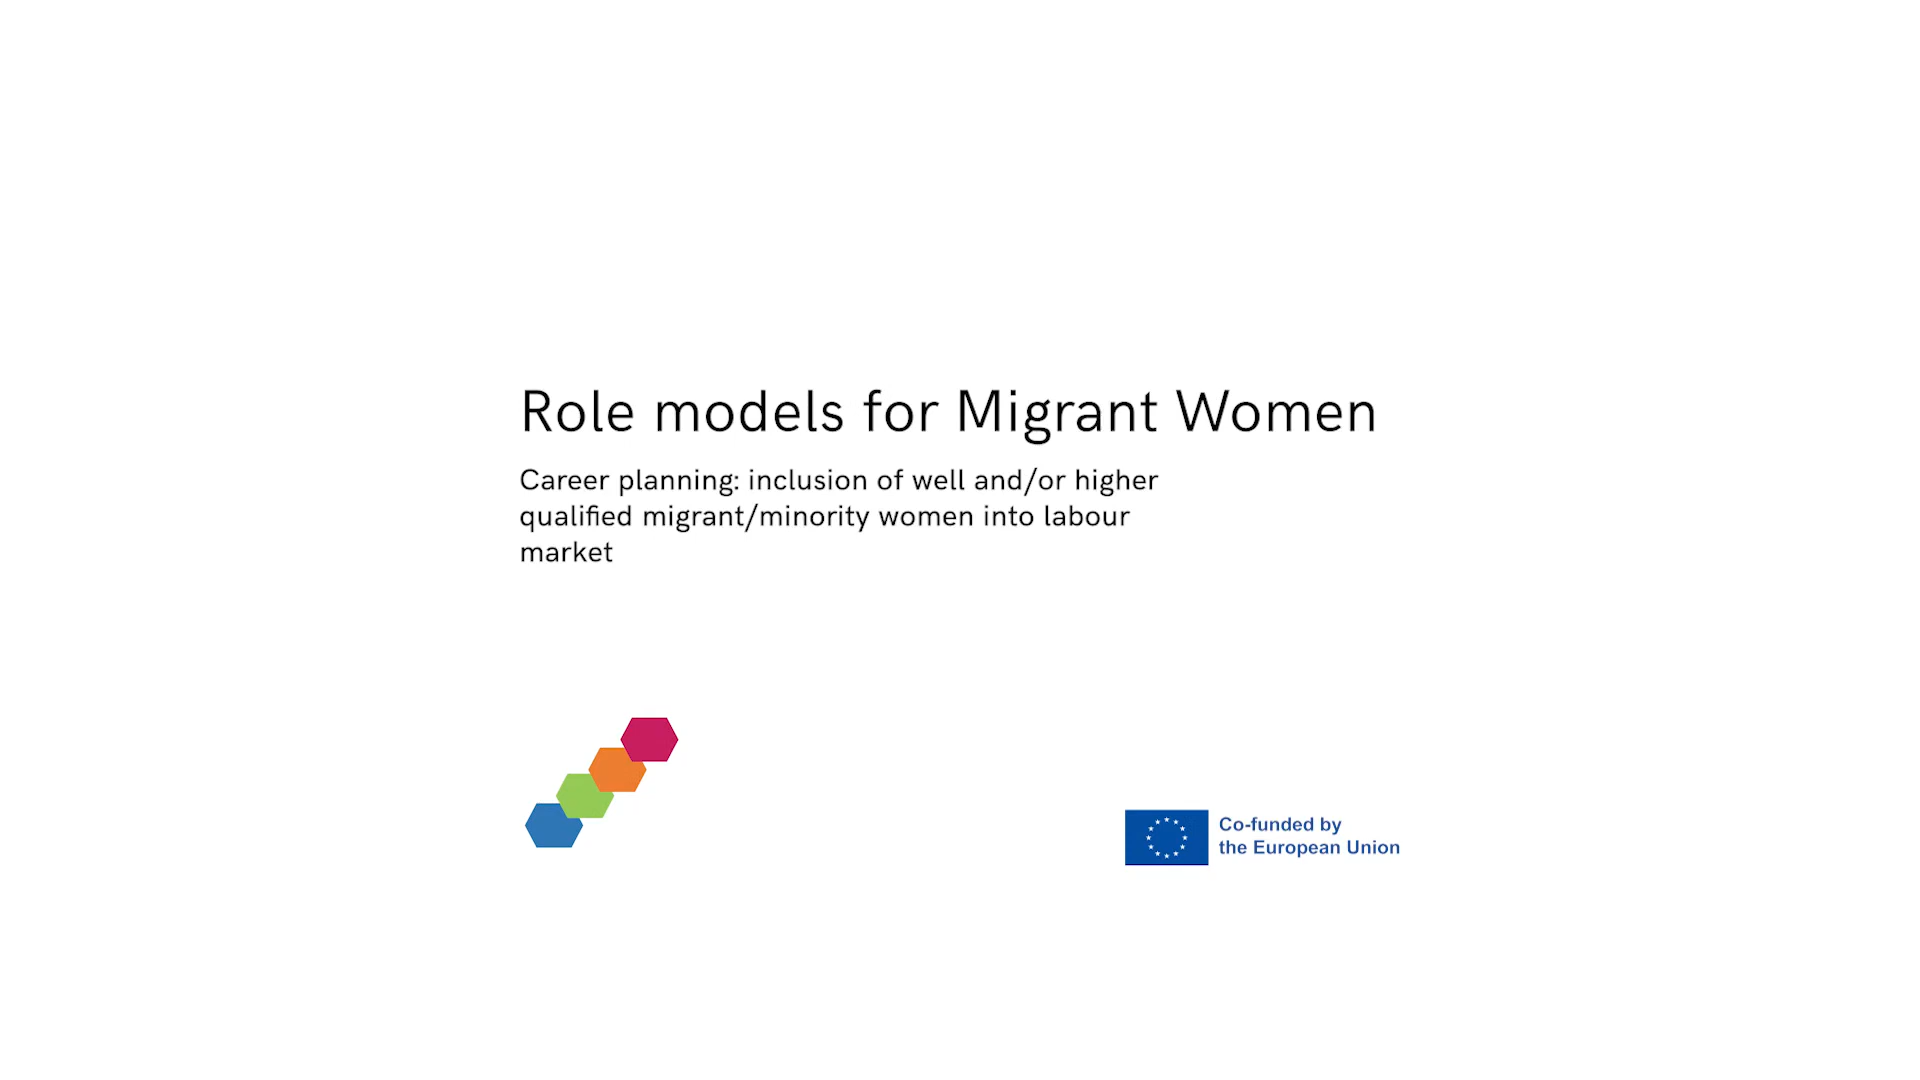 Role models for Migrant Women
Career planning: inclusion of well and/or higher
qualified migrant/minority women into labour
market
Co-funded by
the European Union